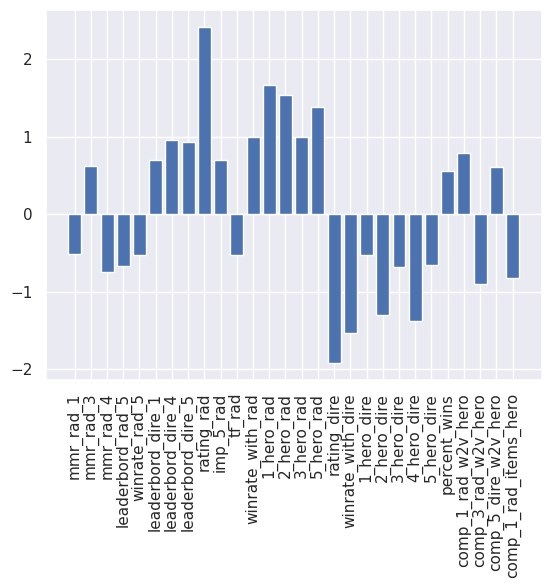 2
1
0
−1
−2
mmr_rad_1
mmr_rad_3
mmr_rad_4
leaderbord_rad_5
winrate_rad_5
leaderbord_dire_1
leaderbord_dire_4
leaderbord_dire_5
rating_rad
imp_5_rad
tf_rad
winrate_with_rad
1_hero_rad
2_hero_rad
3_hero_rad
5_hero_rad
rating_dire
winrate_with_dire
1_hero_dire
2_hero_dire
3_hero_dire
4_hero_dire
5_hero_dire
percent_wins
comp_1_rad_w2v_hero
comp_3_rad_w2v_hero
comp_5_dire_w2v_hero
comp_1_rad_items_hero